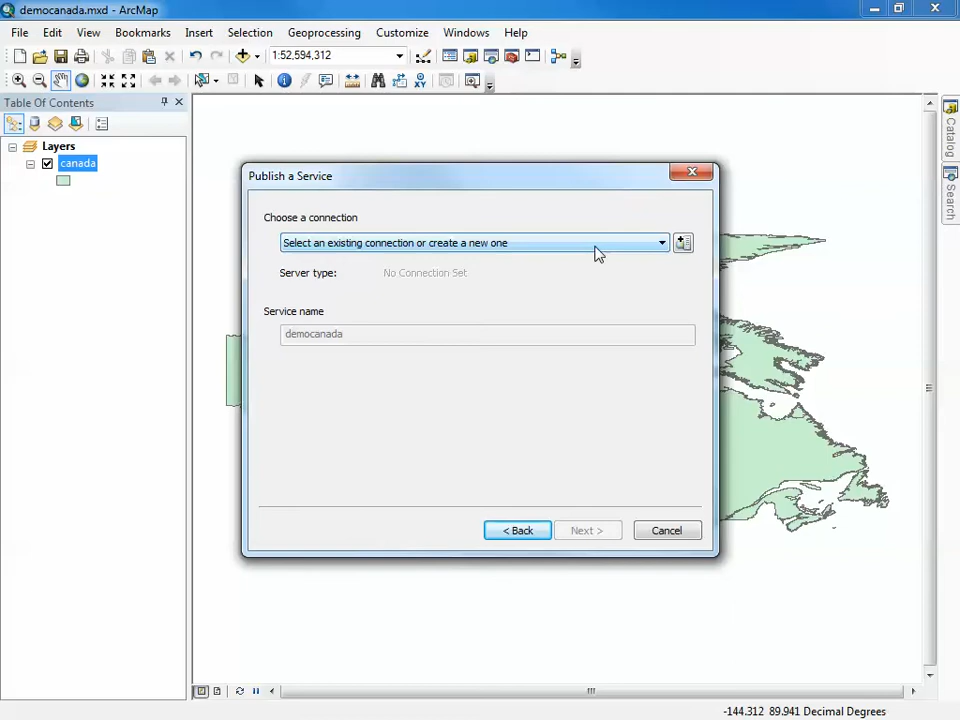 democanada.mxd - ArcMap
File Edit View Bookmarks Insert Selection Geoprocessing Customize Windows Help
1:52,594,312
Table Of Contents
Layers
canada
Publish a Service
Choose a connection
Select an existing connection or create a new one
Server type: No Connection Set
Service name
democanada
< Back Next > Cancel
Catalog
Search
-144.312 89.941 Decimal Degrees